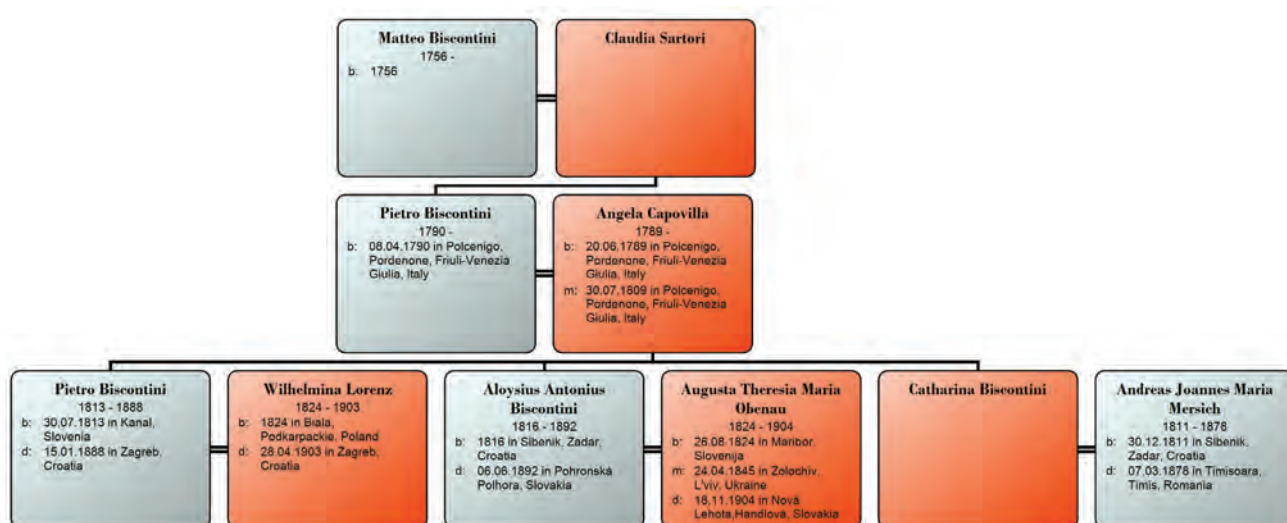 Matteo Biscontini
1756 -
b: 1756
Claudia Sartori
Pietro Biscontini
1790 -
b: 08.04.1790 in Polcenigo,
Pordenone, Friuli-Venezia
Giulia, Italy
Angela Capovilla
1789 -
b: 20.06.1789 in Polcenigo,
Pordenone, Friuli-Venezia
Giulia, Italy
m: 30.07.1809 in Polcenigo,
Pordenone, Friuli-Venezia
Giulia, Italy
Pietro Biscontini
1813 - 1888
b: 30.07.1813 in Kanal,
Slovenia
d: 15.01.1888 in Zagreb,
Croatia
Wilhelmina Lorenz
1824 - 1903
b: 1824 in Biala,
Podkarpackie, Poland
d: 28.04.1903 in Zagreb,
Croatia
Aloysius Antonius
Biscontini
1816 - 1892
b: 1816 in Sibenik, Zadar,
Croatia
d: 06.06.1892 in Pohronská
Polhora, Slovakia
Augusta Theresia Maria
Obenau
1824 - 1904
b: 26.08.1824 in Maribor,
Slovenija
m: 24.04.1845 in Zolochiv,
L'viv, Ukraine
d: 18.11.1904 in Nová
Lehota,Handlova, Slovakia
Catharina Biscontini
Andreas Joannes Maria
Mersich
1811 - 1878
b: 30.12.1811 in Sibenik,
Zadar, Croatia
d: 07.03.1878 in Timisoara,
Timis, Romania